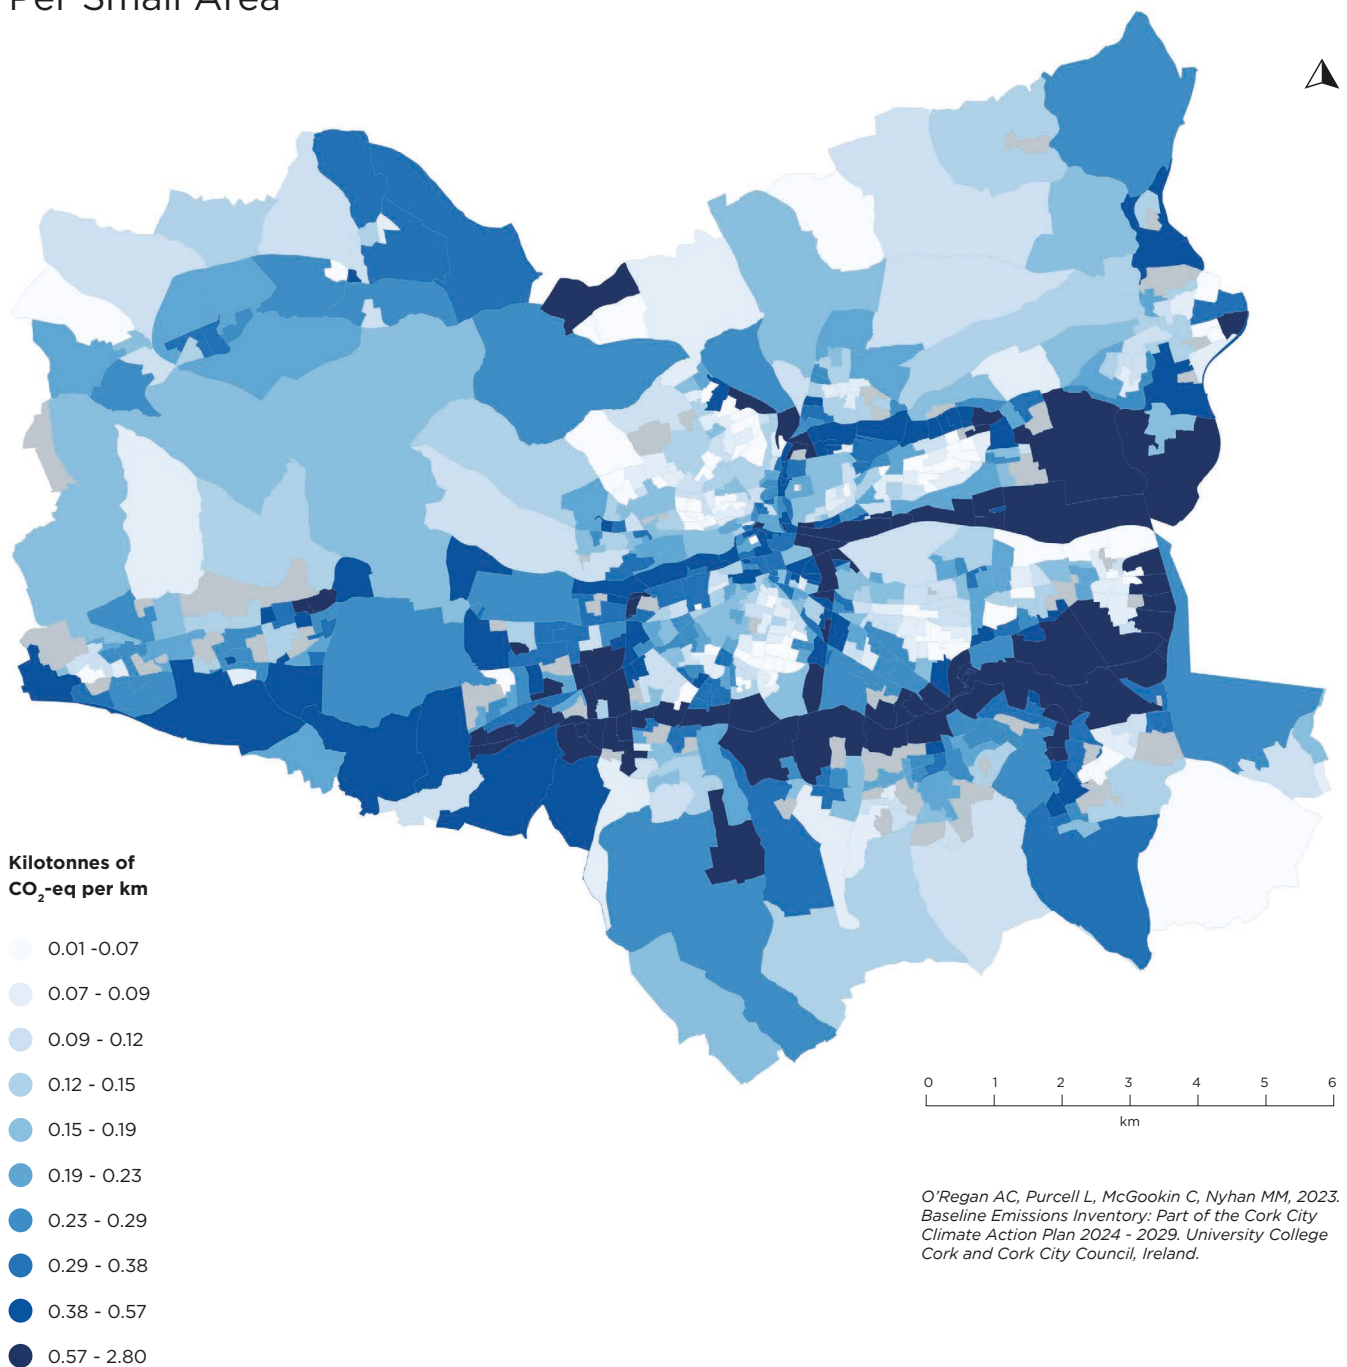 Per Small Area
Kilotonnes of
CO2-eq per km
0.01 -0.07
0.07 - 0.09
0.09 - 0.12
0.12 - 0.15
0.15 - 0.19
0.19 - 0.23
0.23 - 0.29
0.29 - 0.38
0.38 - 0.57
0.57 - 2.80
0 1 2 3 4 5 6
km
O'Regan AC, Purcell L, McGookin C, Nyhan MM, 2023.
Baseline Emissions Inventory: Part of the Cork City
Climate Action Plan 2024 - 2029. University College
Cork and Cork City Council, Ireland.